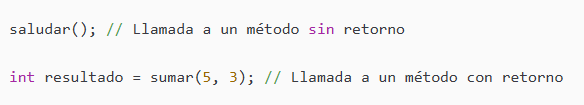 saludar(); // Llamada a un método sin retorno
int resultado = sumar(5, 3); // Llamada a un método con retorno